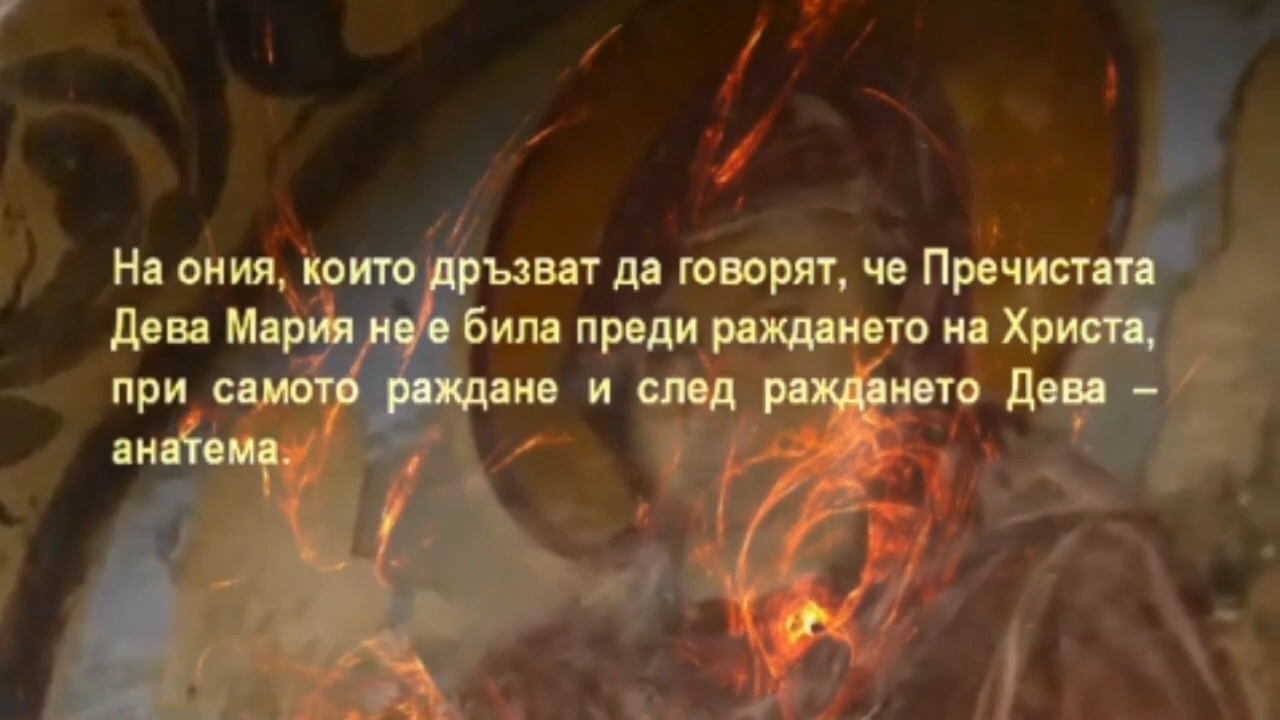 На ония, които дръзват да говорят, че Пречистата
Дева Мария не е била преди раждането на Христа,
при самото раждане и след раждането Дева –
анатема.